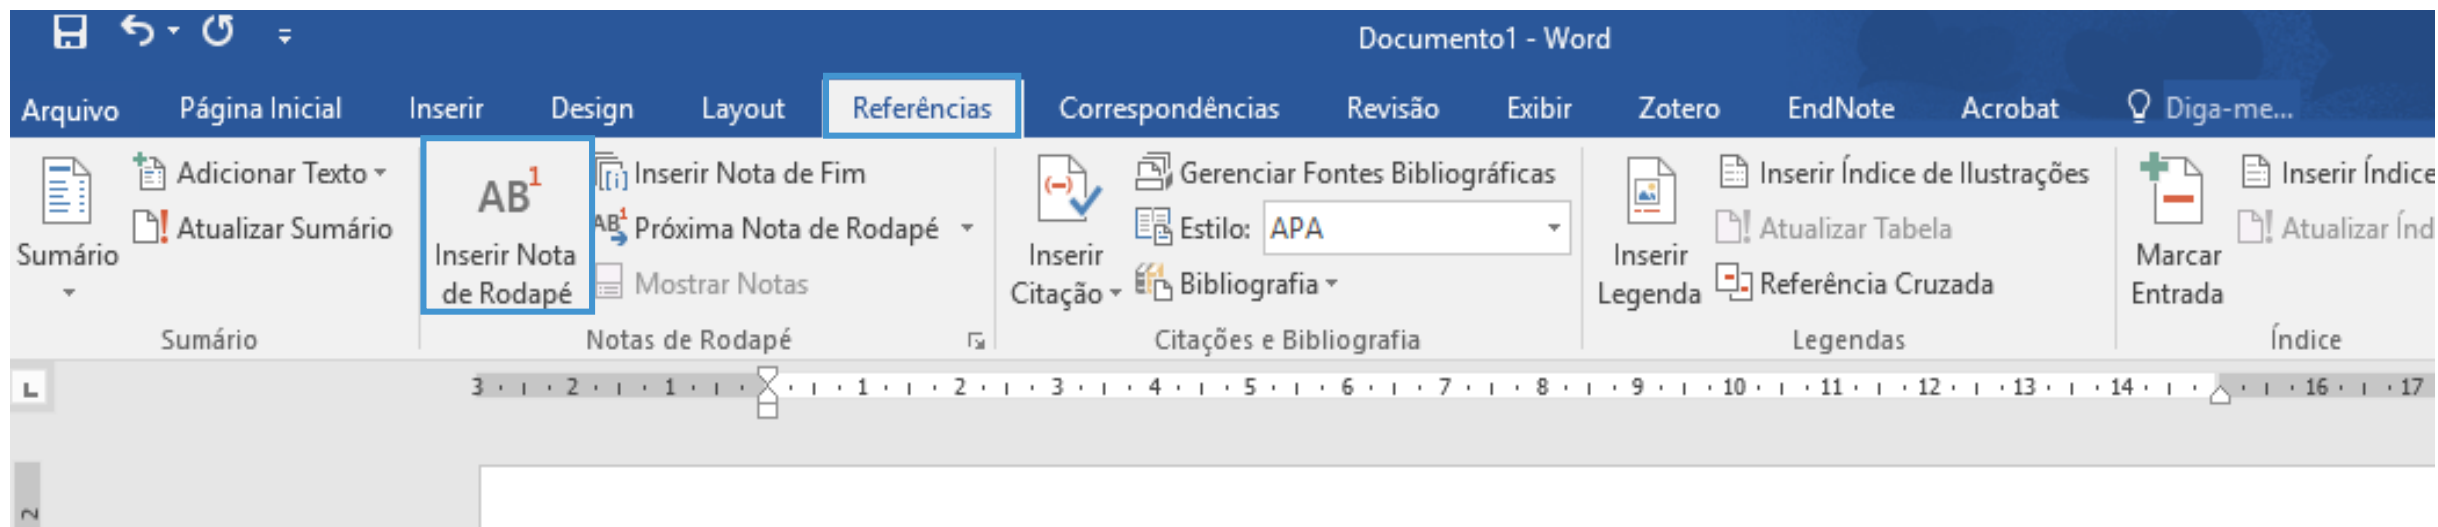 Documento1 - Word
Arquivo Página Inicial Inserir Design Layout Referências Correspondências Revisão Exibir Zotero EndNote Acrobat Diga-me...
Sumário
Adicionar Texto
Atualizar Sumário
Sumário
AB1
Inserir Nota
de Rodapé
[i] Inserir Nota de Fim
AB1 Próxima Nota de Rodapé
Mostrar Notas
Notas de Rodapé
(-)
Inserir
Citação
Gerenciar Fontes Bibliográficas
Estilo: APA
Bibliografia
Citações e Bibliografia
Inserir
Legenda
Inserir Índice de Ilustrações
Atualizar Tabela
Referência Cruzada
Legendas
Marcar
Entrada
Inserir Índice
Atualizar Índ
Índice
L
3 2 1 1 2 3 4 5 6 7 8 9 10 11 12 13 14 16 17
2